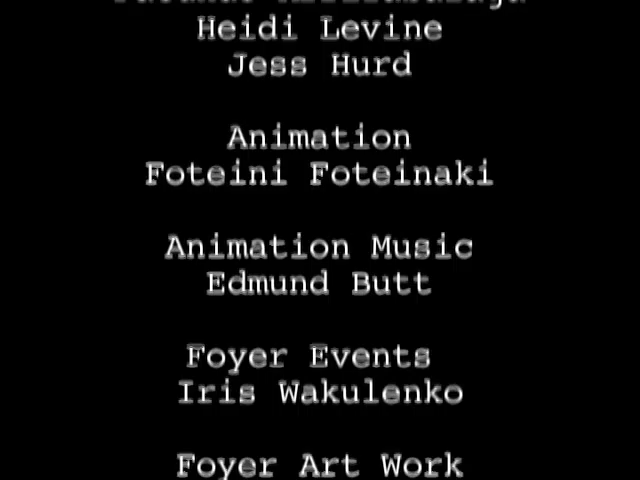 Heidi Levine
Jess Hurd
Animation
Foteini Foteinaki
Animation Music
Edmund Butt
Foyer Events
Iris Wakulenko
Foyer Art Work